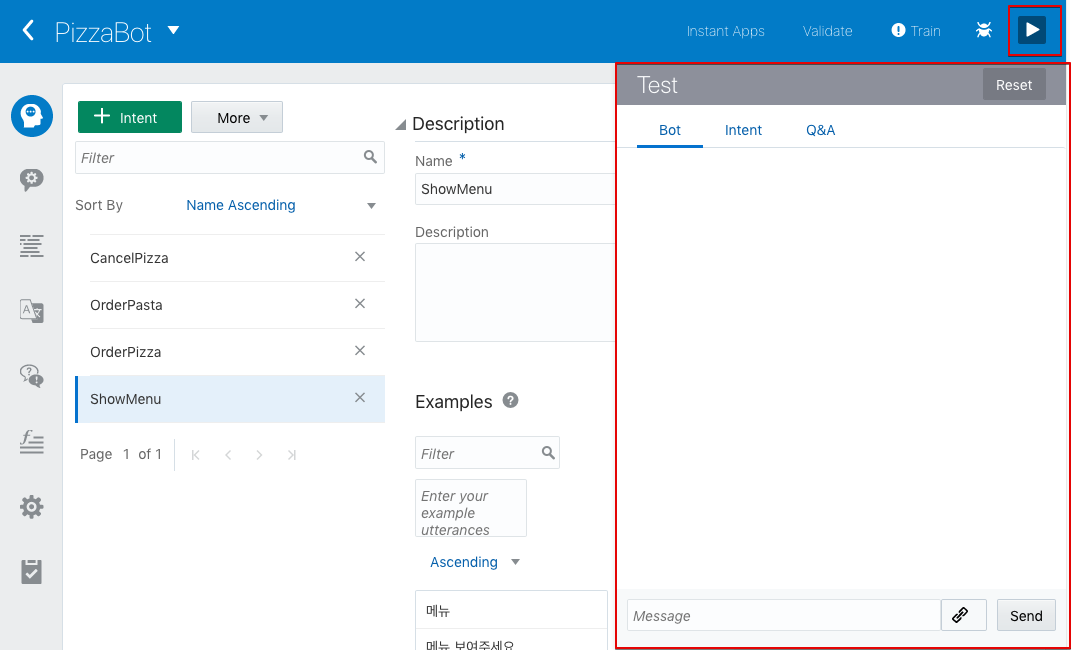 PizzaBot
Instant Apps
Validate
Train
Intent
More
Filter
Sort By
Name Ascending
CancelPizza
OrderPasta
OrderPizza
ShowMenu
Page 1 of 1
Description
Name *
ShowMenu
Description
Examples
Filter
Enter your
example
utterances
Ascending
메뉴
메뉴 보여주세요
Test
Reset
Bot
Intent
Q&A
Message
Send